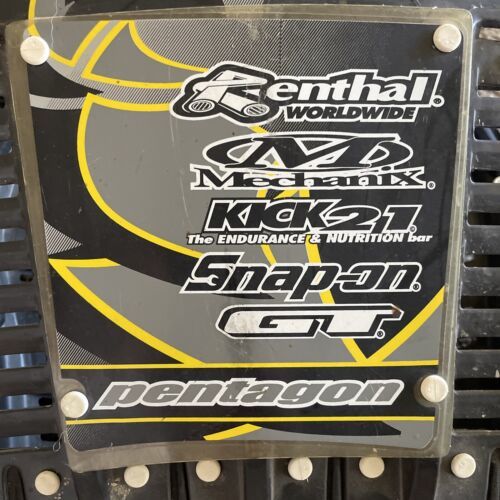 Renthal®
WORLDWIDE
Mechanix®
KICK21®
The ENDURANCE & NUTRITION bar
Snap-on®
GT®
pentagon